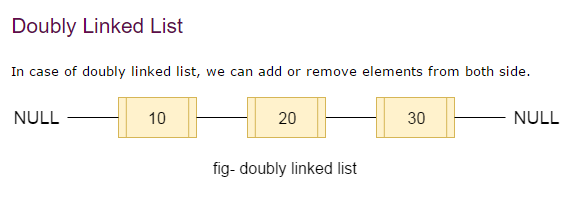 Doubly Linked List
In case of doubly linked list, we can add or remove elements from both side.
NULL 10 20 30 NULL
fig- doubly linked list